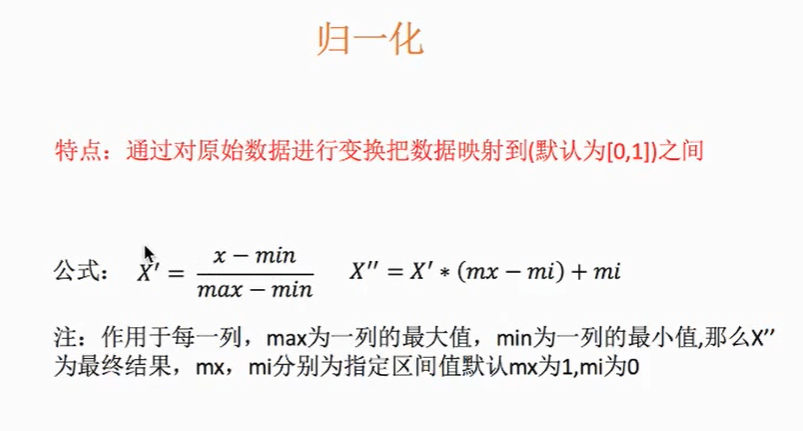 归一化
特点：通过对原始数据进行变换把数据映射到(默认为[0,1])之间
公式： X′ = (x − min)/(max − min) X″ = X′ ∗ (mx − mi) + mi
注：作用于每一列，max为一列的最大值，min为一列的最小值,那么X’’
为最终结果，mx，mi分别为指定区间值默认mx为1,mi为0